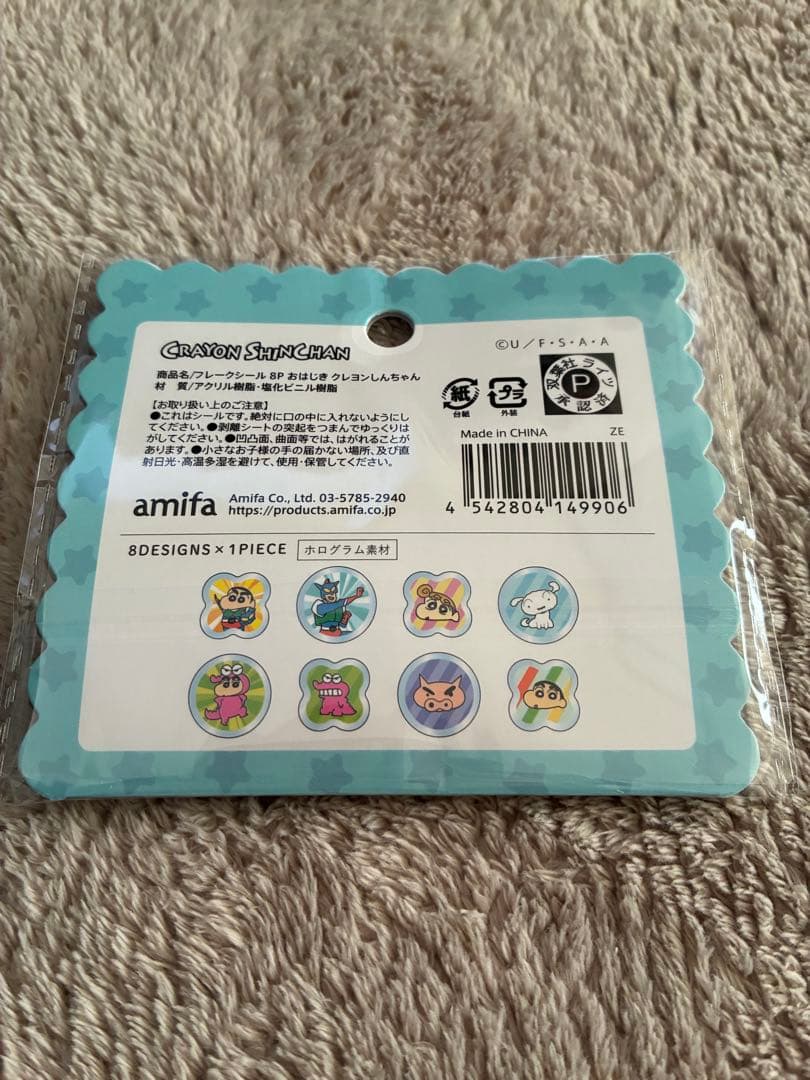 CRAYON SHINCHAN
©U/F・S・A・A
商品名/フレークシール 8P おはじき クレヨンしんちゃん
材　質/アクリル樹脂・塩化ビニル樹脂
双葉社 ライツ
P
承認済
紙
台紙
プラ
外装
【お取り扱い上のご注意】
●これはシールです。絶対に口の中に入れないようにし
てください。●剥離シートの突起をつまんでゆっくりは
がしてください。●凹凸面、曲面等では、はがれることが
あります。●小さなお子様の手の届かない場所、及び直
射日光・高温多湿を避けて、使用・保管してください。
Made in CHINA ZE
4 542804 149906
amifa
Amifa Co., Ltd. 03-5785-2940
https://products.amifa.co.jp
8DESIGNS×1PIECE
ホログラム素材